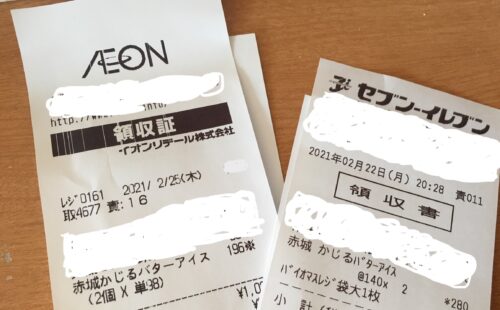 ÆON
http://www.
領収証
イオンリテール株式会社
レジ0161 2021/ 2/25(木)
取4677 責:16
196※
赤城かじるバターアイス
(2個 X 単98)
セブン-イレブン
2021年02月22日(月) 20:28 責011
領収書
赤城 かじるバターアイス
@140× 2
*280
バイオマスレジ袋大1枚
小 計